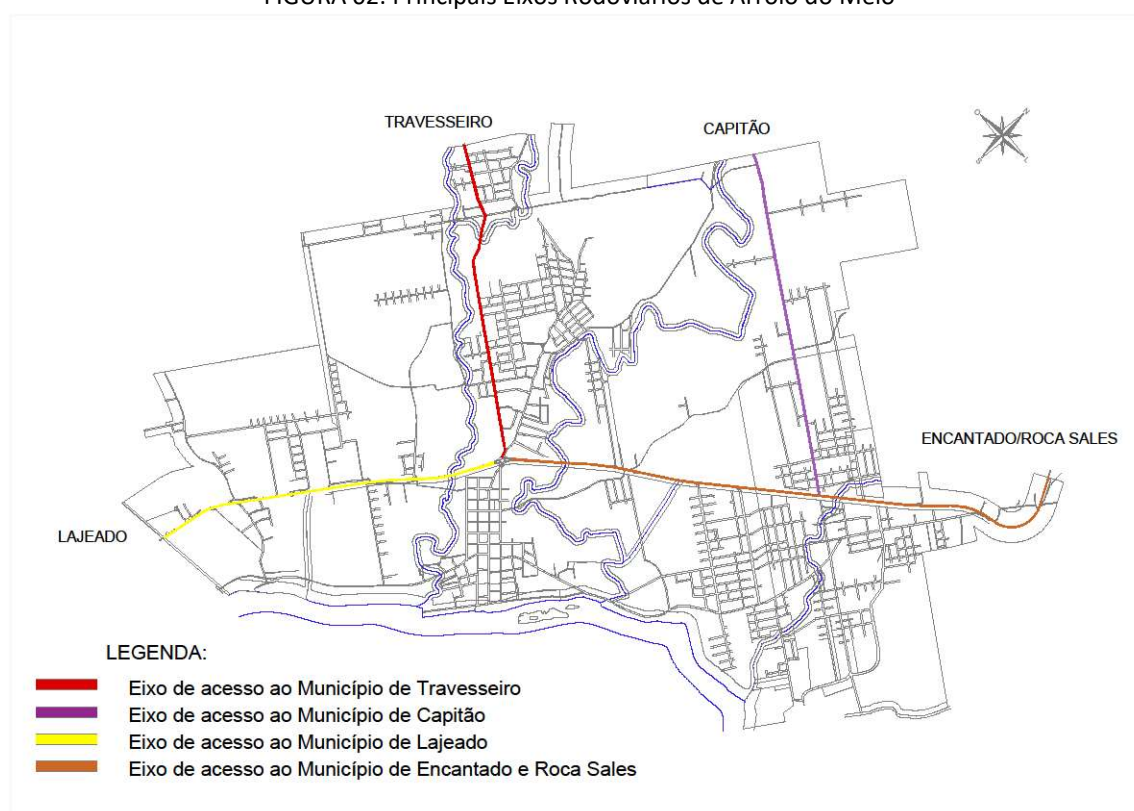 FIGURA 02: Principais Eixos Rodoviários de Arroio do Meio
TRAVESSEIRO
CAPITÃO
O
N
S
L
ENCANTADO/ROCA SALES
LAJEADO
LEGENDA:
Eixo de acesso ao Município de Travesseiro
Eixo de acesso ao Município de Capitão
Eixo de acesso ao Município de Lajeado
Eixo de acesso ao Município de Encantado e Roca Sales